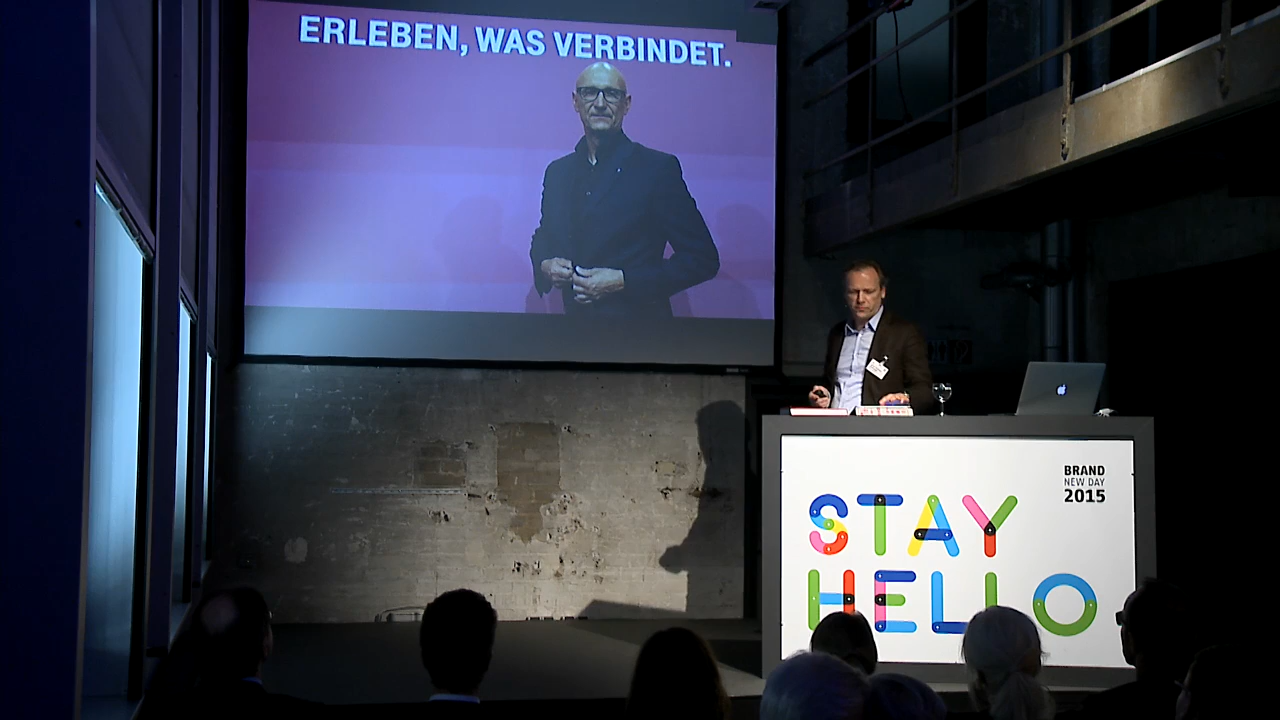 ERLEBEN, WAS VERBINDET.
BRAND
NEW DAY
2015
STAY
HELLO